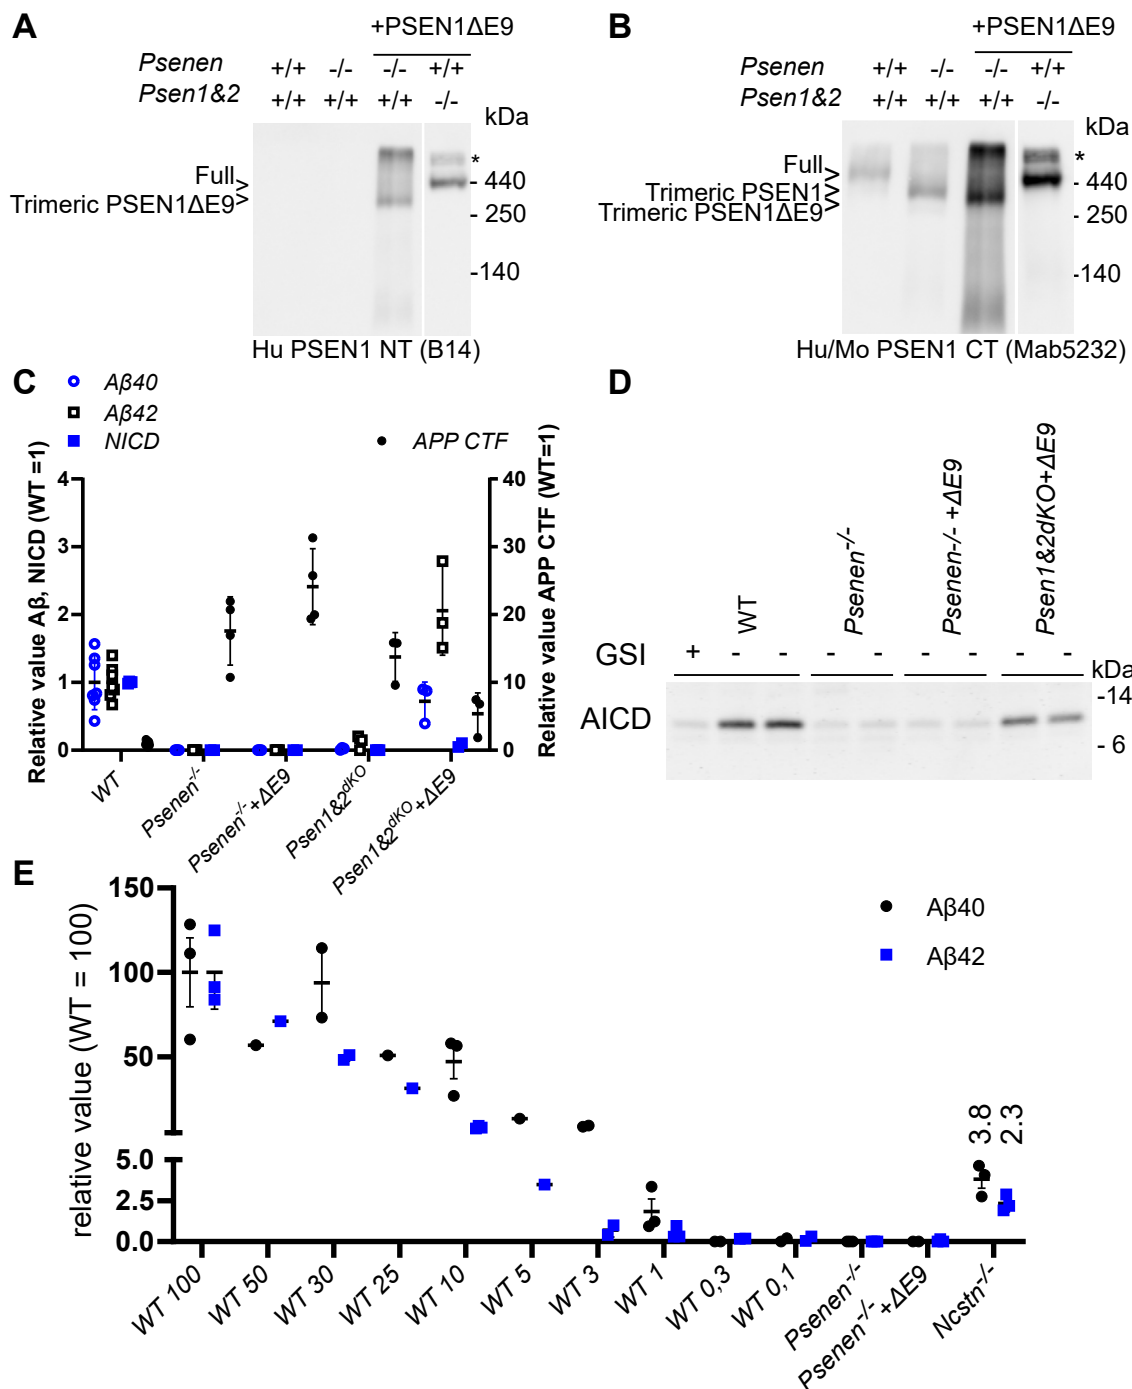 A
+PSEN1ΔE9
Psenen +/+ -/- -/- +/+
Psen1&2 +/+ +/+ +/+ -/-
kDa
*
Full >
Trimeric PSEN1ΔE9 >
- 440
- 250
-140
Hu PSEN1 NT (B14)
B
+PSEN1ΔE9
Psenen +/+ -/- -/- +/+
Psen1&2 +/+ +/+ +/+ -/-
kDa
*
Full >
Trimeric PSEN1 >
Trimeric PSEN1ΔE9 >
- 440
- 250
-140
Hu/Mo PSEN1 CT (Mab5232)
C
Aβ40
Aβ42
NICD
APP CTF
Relative value Aβ, NICD (WT =1)
4
3
2
1
0
Relative value APP CTF (WT=1)
40
30
20
10
0
WT
Psenen-/-
Psenen-/-+ΔE9
Psen1&2dKO
Psen1&2dKO+ΔE9
D
WT
Psenen-/-
Psenen-/- +ΔE9
Psen1&2dKO+ΔE9
GSI + - - - - - - - -
kDa
AICD
-14
- 6
E
Aβ40
Aβ42
relative value (WT = 100)
150
100
50
5.0
2.5
0.0
3.8
2.3
WT 100
WT 50
WT 30
WT 25
WT 10
WT 5
WT 3
WT 1
WT 0,3
WT 0,1
Psenen-/-
Psenen-/-+ΔE9
Ncstn-/-